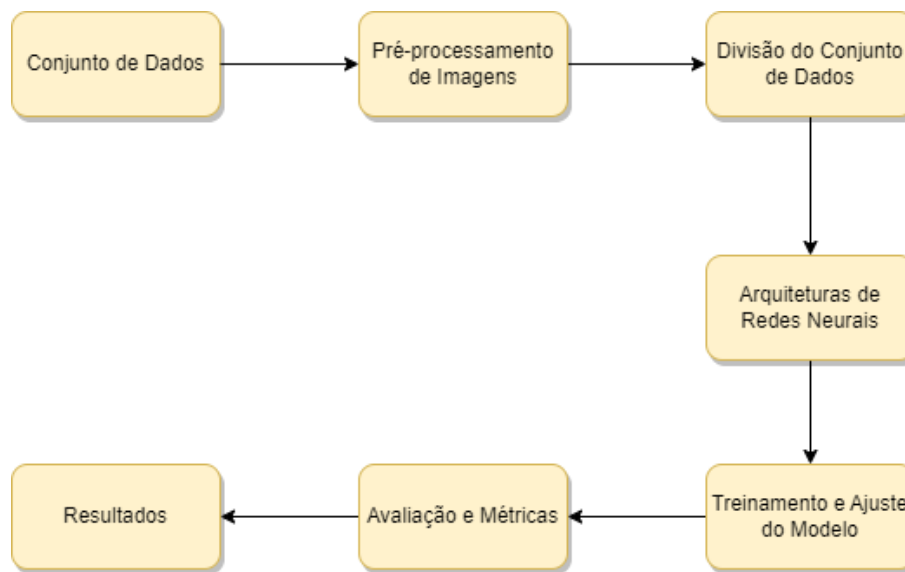 Conjunto de Dados
Pré-processamento
de Imagens
Divisão do Conjunto
de Dados
Arquiteturas de
Redes Neurais
Treinamento e Ajuste
do Modelo
Avaliação e Métricas
Resultados